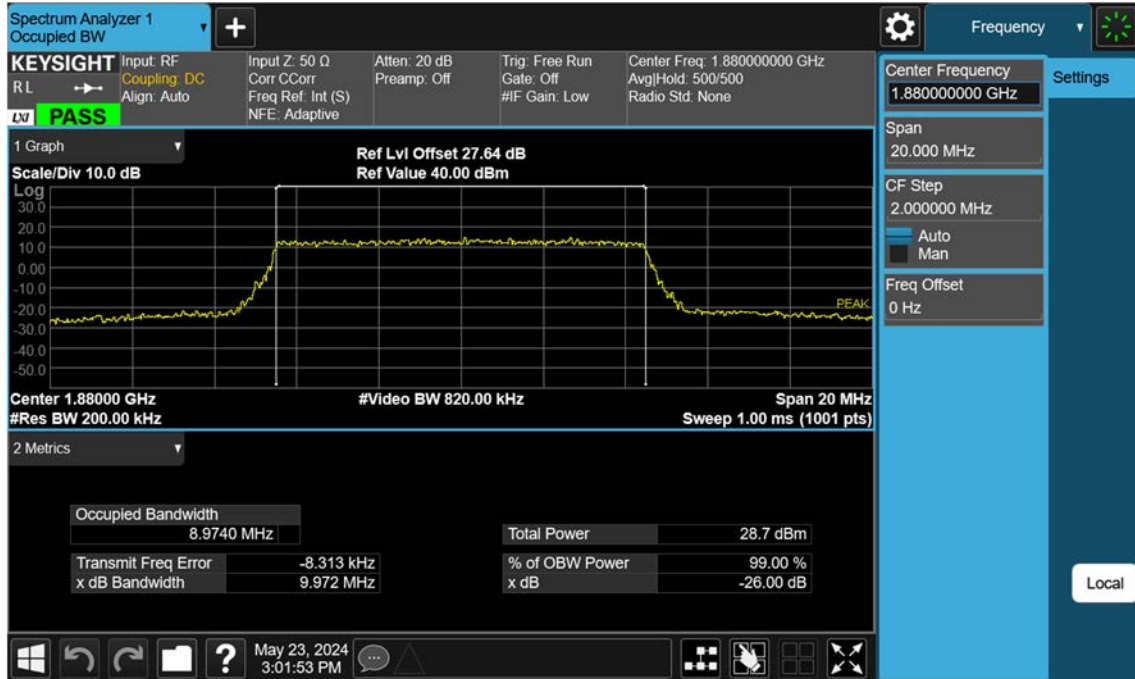 Spectrum Analyzer 1
Occupied BW
+
Frequency
KEYSIGHT
R L
LXI PASS
Input: RF
Coupling: DC
Align: Auto
Input Z: 50 Ω
Corr CCorr
Freq Ref: Int (S)
NFE: Adaptive
Atten: 20 dB
Preamp: Off
Trig: Free Run
Gate: Off
#IF Gain: Low
Center Freq: 1.880000000 GHz
Avg|Hold: 500/500
Radio Std: None
Center Frequency
1.880000000 GHz
Settings
Span
20.000 MHz
CF Step
2.000000 MHz
Auto
Man
Freq Offset
0 Hz
Local
1 Graph
Scale/Div 10.0 dB
Ref Lvl Offset 27.64 dB
Ref Value 40.00 dBm
Log
30.0
20.0
10.0
0.00
-10.0
-20.0
-30.0
-40.0
-50.0
PEAK
Center 1.88000 GHz #Video BW 820.00 kHz Span 20 MHz
#Res BW 200.00 kHz Sweep 1.00 ms (1001 pts)
2 Metrics
Occupied Bandwidth
8.9740 MHz
Total Power 28.7 dBm
Transmit Freq Error -8.313 kHz % of OBW Power 99.00 %
x dB Bandwidth 9.972 MHz x dB -26.00 dB
?
May 23, 2024
3:01:53 PM